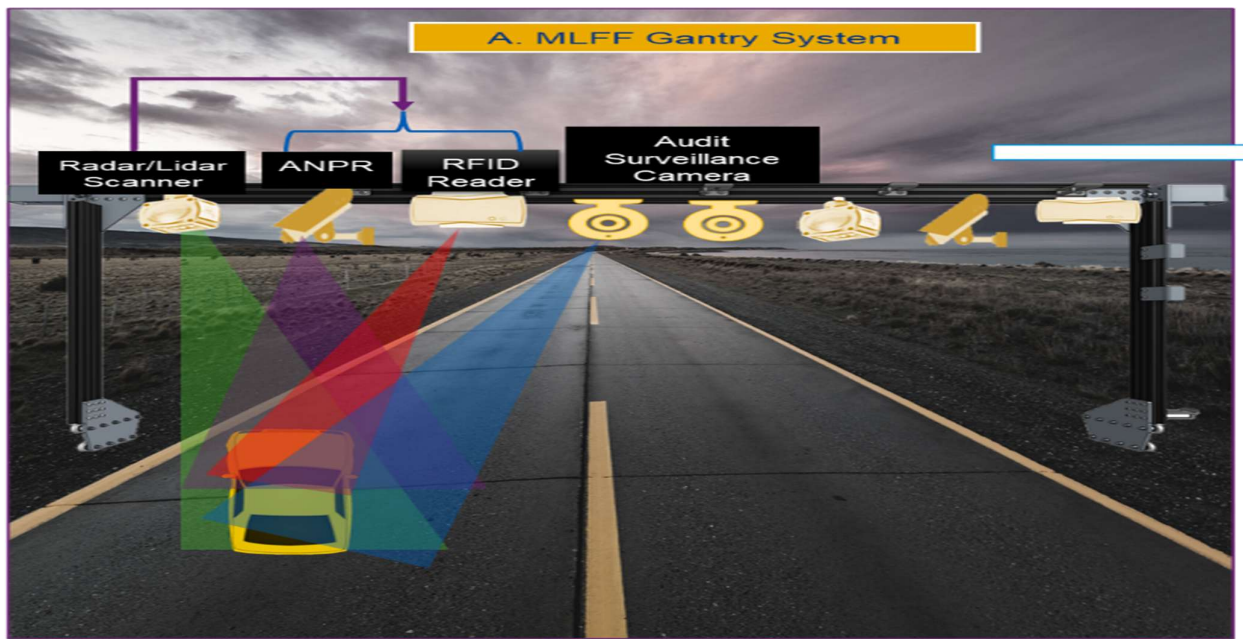 A. MLFF Gantry System
Radar/Lidar
Scanner
ANPR
RFID
Reader
Audit
Surveillance
Camera